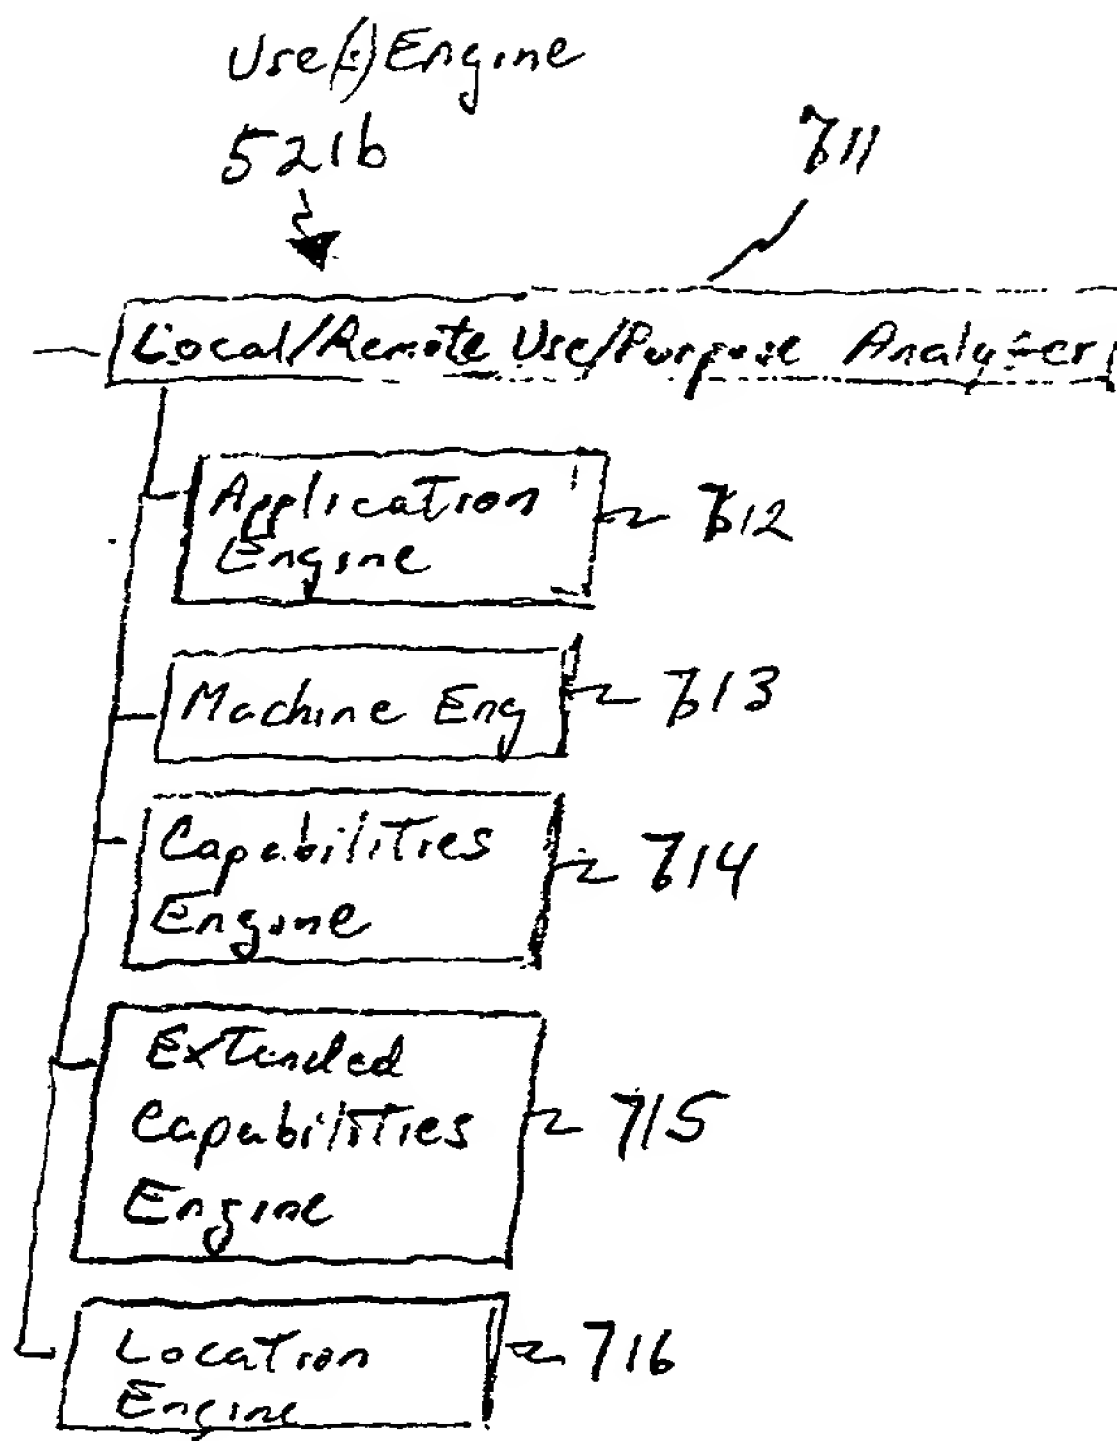 Use(s) Engine
521b
711
Local/Remote Use/Purpose Analyzer
Application
Engine
712
Machine Eng
713
Capabilities
Engine
714
Extended
Capabilities
Engine
715
Location
Engine
716